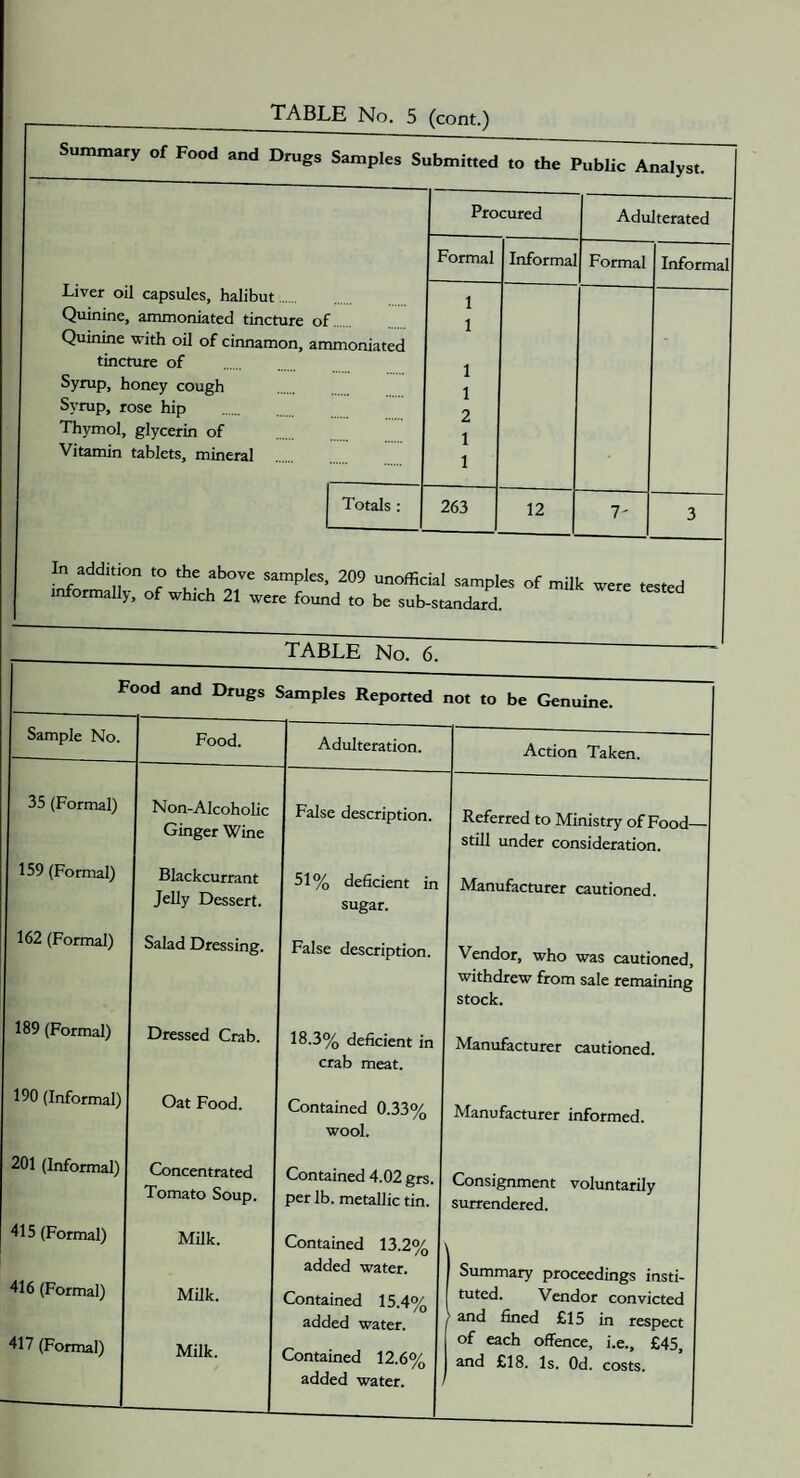 TABLE No. 5 (cont.)
Summary of Food and Drugs Samples Submitted to the Public Analyst.
Procured Adulterated
Formal Informal Formal Informal
Liver oil capsules, halibut...... ...... ...... 1
Quinine, ammoniated tincture of...... ...... 1
Quinine with oil of cinnamon, ammoniated
tincture of ...... ...... ...... ...... 1
Syrup, honey cough ...... ...... ...... 1
Syrup, rose hip ...... ...... ...... ...... 2
Thymol, glycerin of ...... ...... ...... 1
Vitamin tablets, mineral ...... ...... ...... 1
Totals : 263 12 7 3
In addition to the above samples, 209 unofficial samples of milk were tested
informally, of which 21 were found to be sub-standard.
TABLE No. 6.
Food and Drugs Samples Reported not to be Genuine.
Sample No. Food. Adulteration. Action Taken.
35 (Formal) Non-Alcoholic False description. Referred to Ministry of Food—
Ginger Wine still under consideration.
159 (Formal) Blackcurrant 51% deficient in Manufacturer cautioned.
Jelly Dessert. sugar.
162 (Formal) Salad Dressing. False description. Vendor, who was cautioned,
withdrew from sale remaining
stock.
189 (Formal) Dressed Crab. 18.3% deficient in Manufacturer cautioned.
crab meat.
190 (Informal) Oat Food. Contained 0.33% Manufacturer informed.
wool.
201 (Informal) Concentrated Contained 4.02 grs. Consignment voluntarily
Tomato Soup. per lb. metallic tin. surrendered.
415 (Formal) Milk. Contained 13.2%
added water. Summary proceedings insti-
416 (Formal) Milk. Contained 15.4% tuted. Vendor convicted
added water. and fined £15 in respect
417 (Formal) Milk. Contained 12.6% of each offence, i.e., £45,
added water. and £18. 1s. 0d. costs.